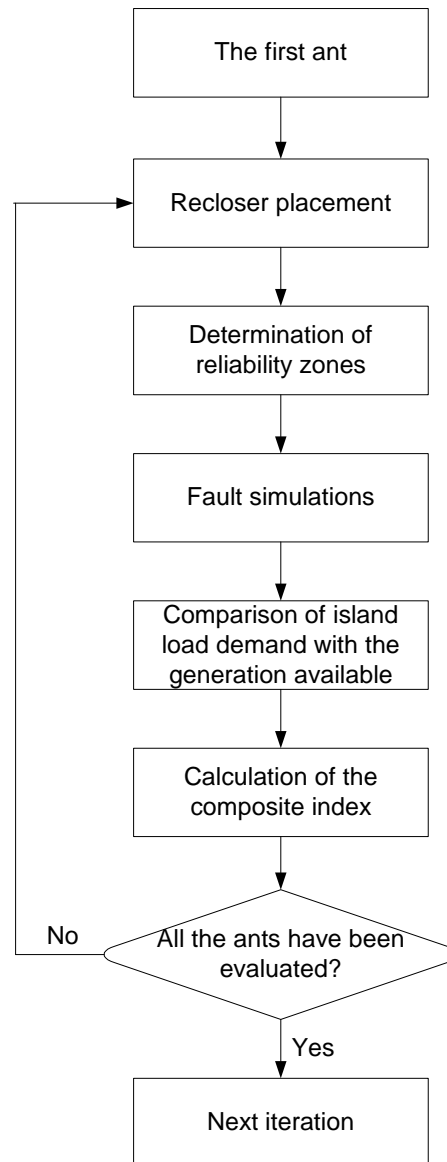 The first ant
Recloser placement
Determination of
reliability zones
Fault simulations
Comparison of island
load demand with the
generation available
Calculation of the
composite index
No
All the ants have been
evaluated?
Yes
Next iteration